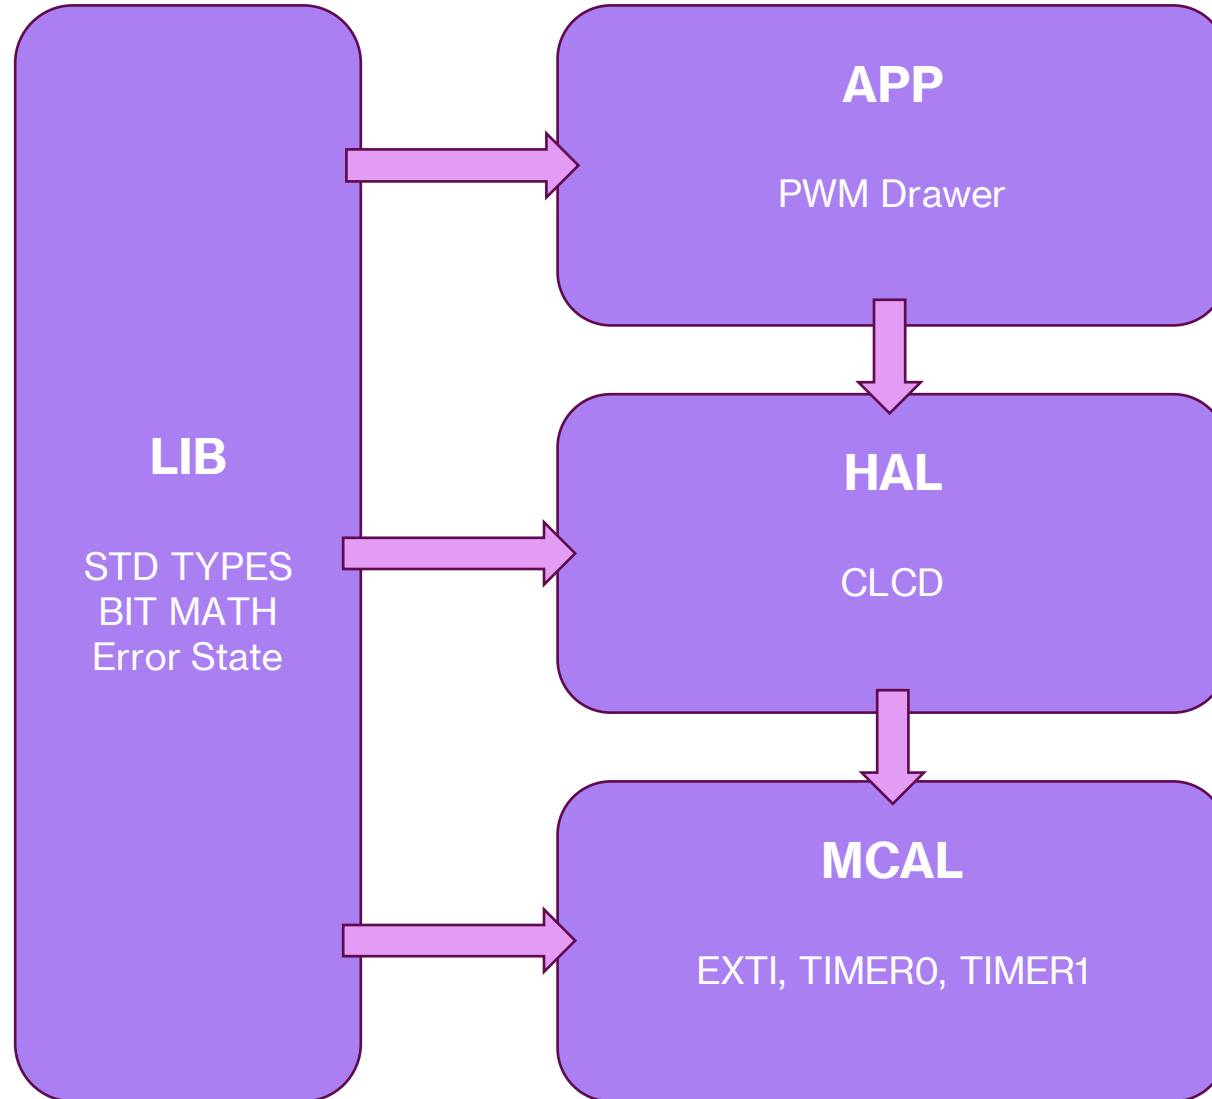 LIB
STD TYPES
BIT MATH
Error State
APP
PWM Drawer
HAL
CLCD
MCAL
EXTI, TIMER0, TIMER1